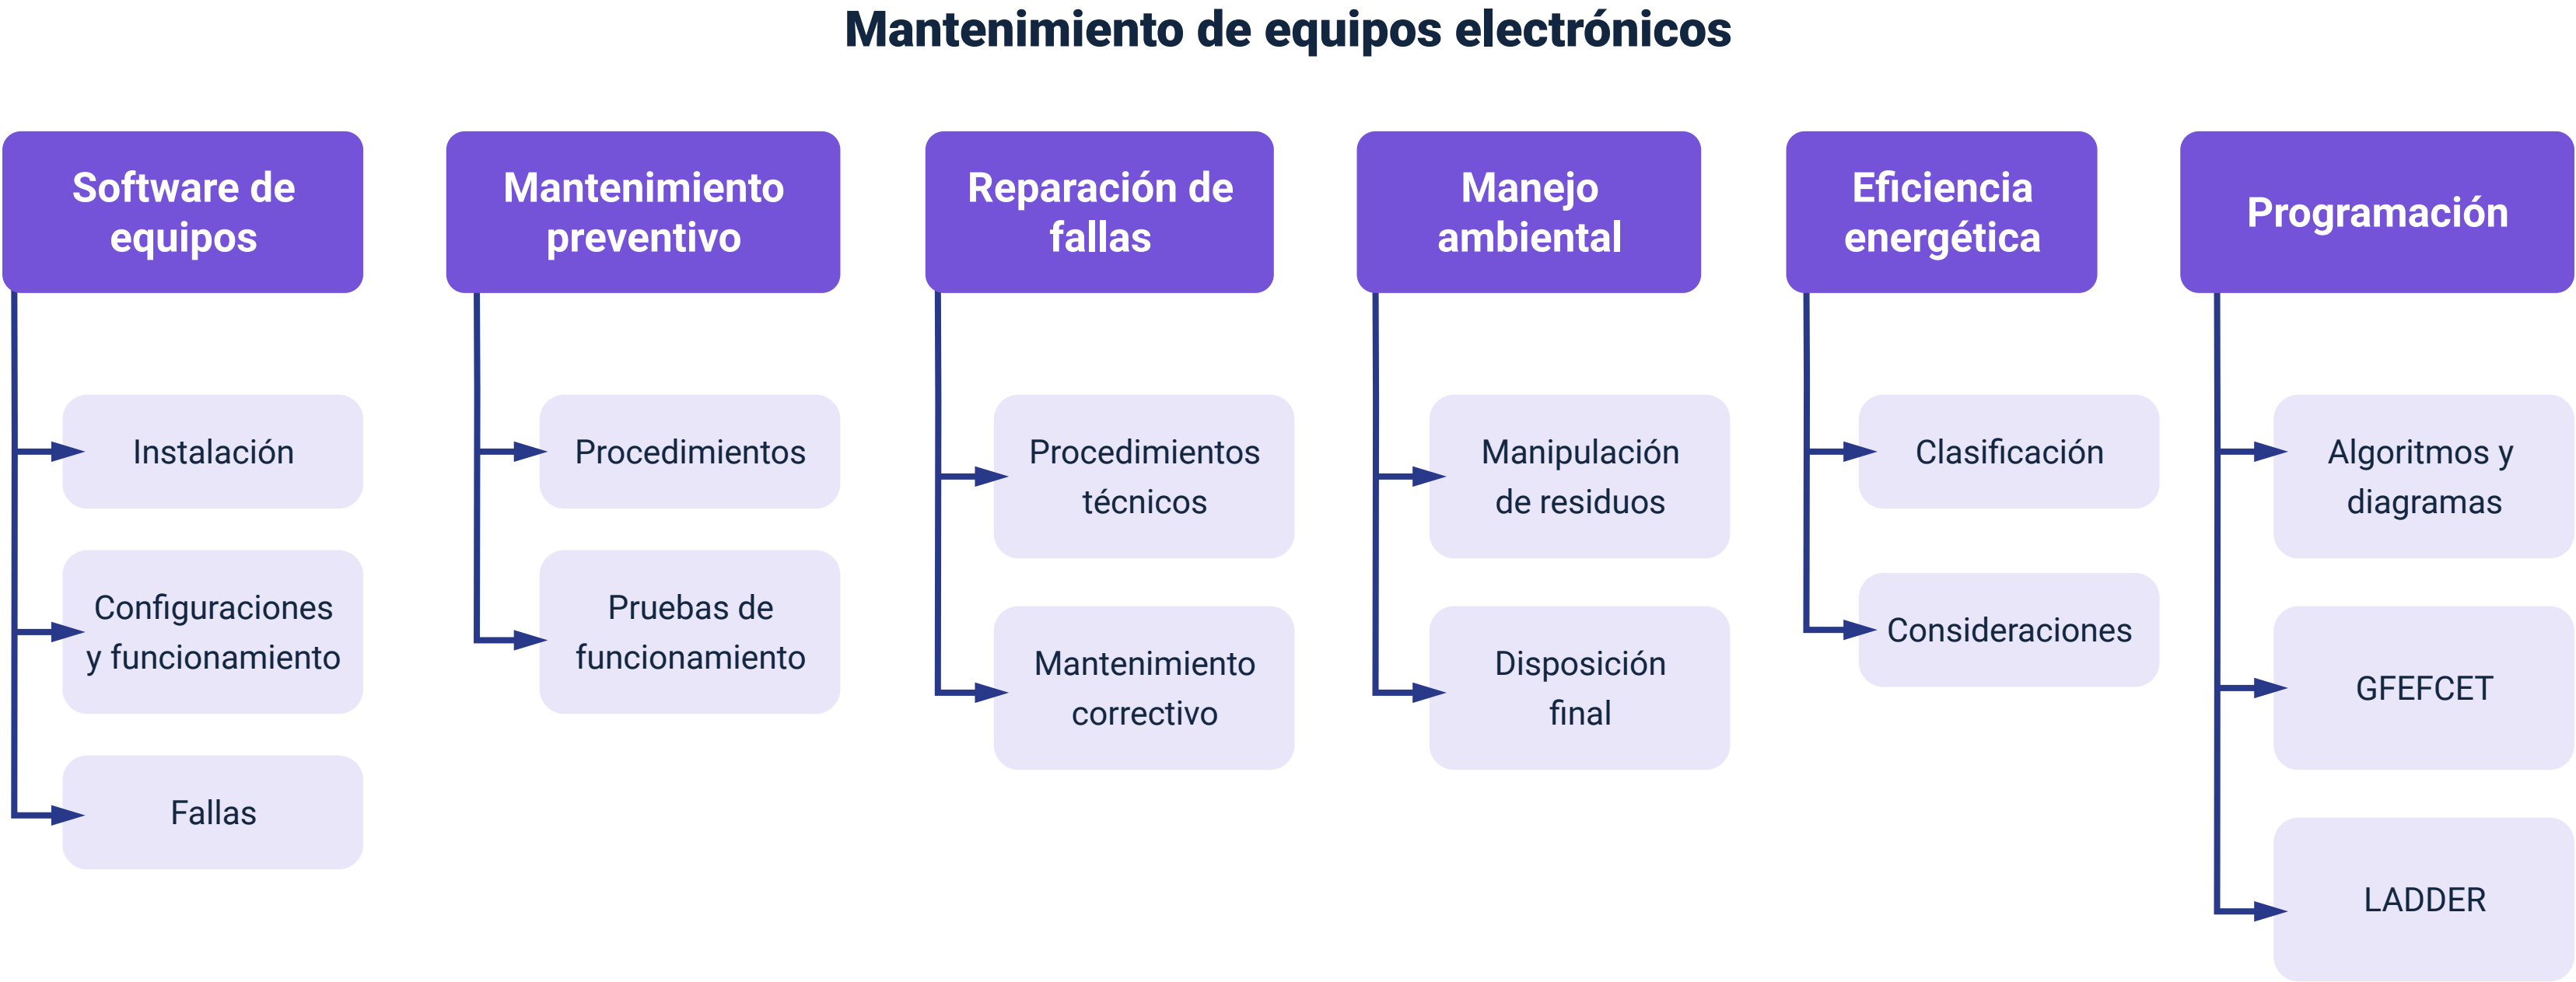 Mantenimiento de equipos electrónicos
Software de
equipos
Instalación
Configuraciones
y funcionamiento
Fallas
Mantenimiento
preventivo
Procedimientos
Pruebas de
funcionamiento
Reparación de
fallas
Procedimientos
técnicos
Mantenimiento
correctivo
Manejo
ambiental
Manipulación
de residuos
Disposición
final
Eficiencia
energética
Clasificación
Consideraciones
Programación
Algoritmos y
diagramas
GFEFCET
LADDER